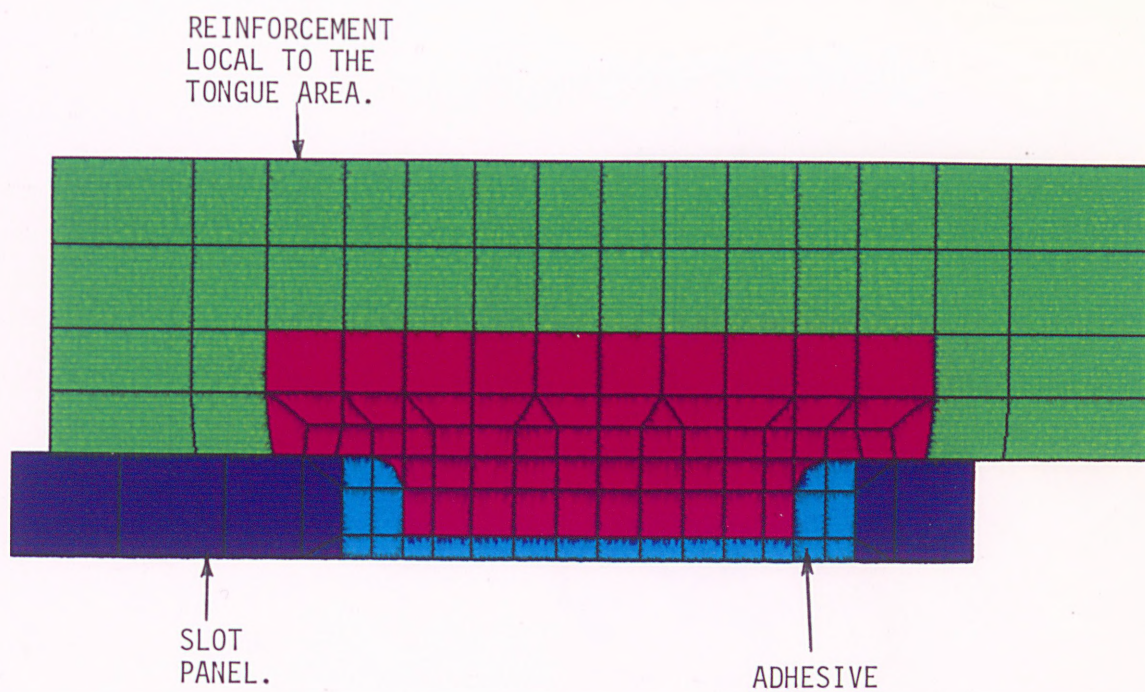 REINFORCEMENT
LOCAL TO THE
TONGUE AREA.
SLOT
PANEL.
ADHESIVE